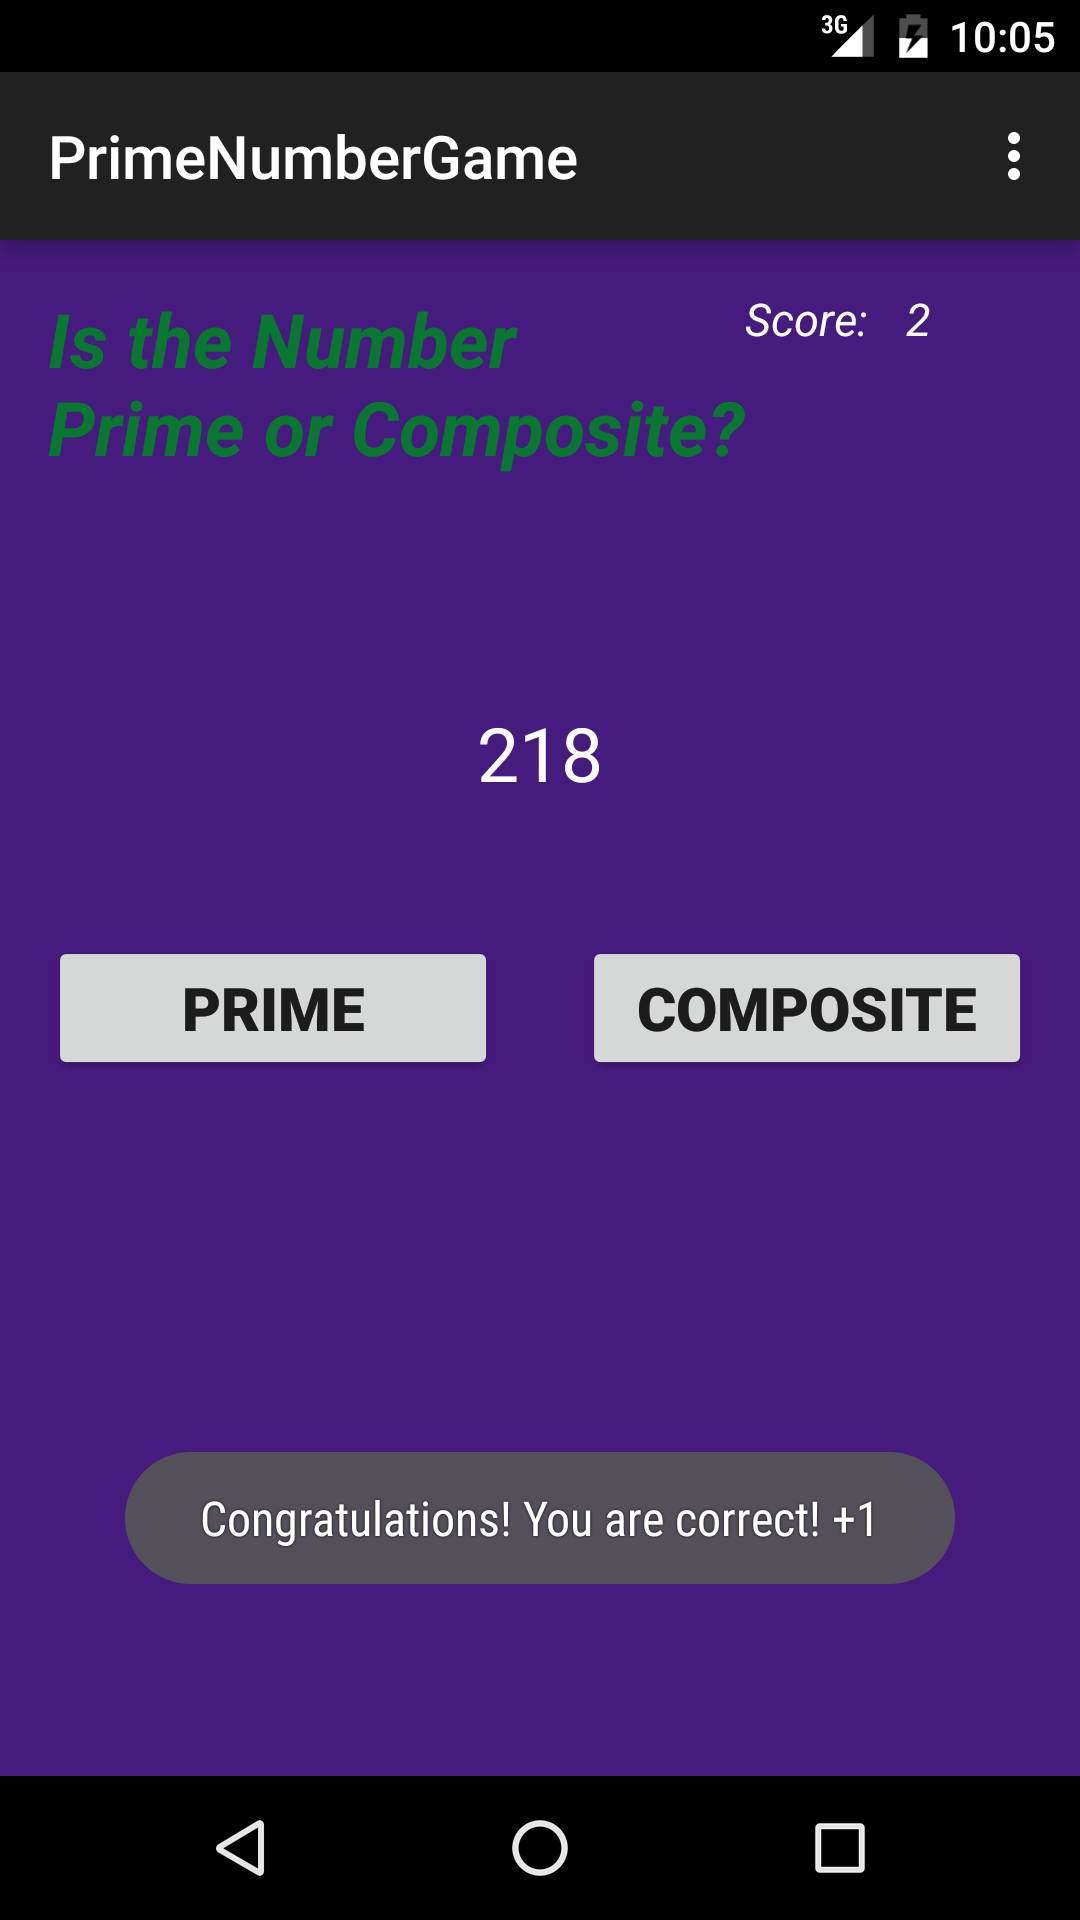 3G 10:05
PrimeNumberGame
Is the Number
Prime or Composite?
Score: 2
218
PRIME
COMPOSITE
Congratulations! You are correct! +1